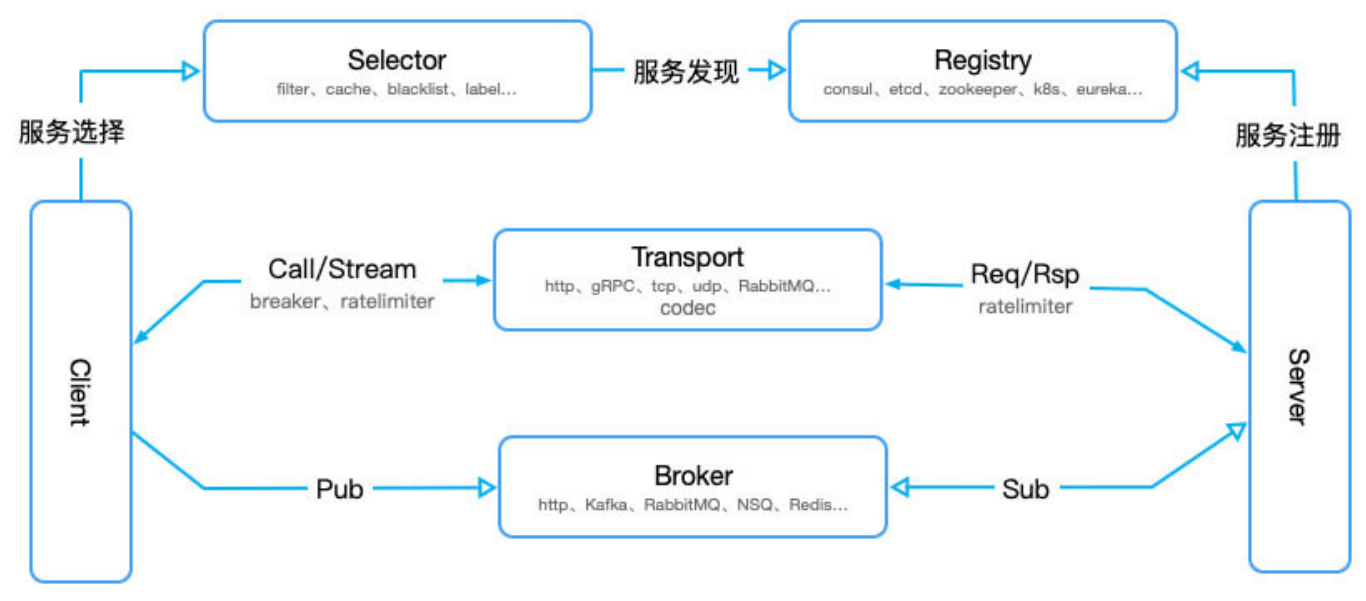 Selector
filter、cache、blacklist、label...
服务发现
Registry
consul、etcd、zookeeper、k8s、eureka...
服务选择
服务注册
Client
Call/Stream
breaker、ratelimiter
Transport
http、gRPC、tcp、udp、RabbitMQ...
codec
Req/Rsp
ratelimiter
Server
Pub
Broker
http、Kafka、RabbitMQ、NSQ、Redis...
Sub